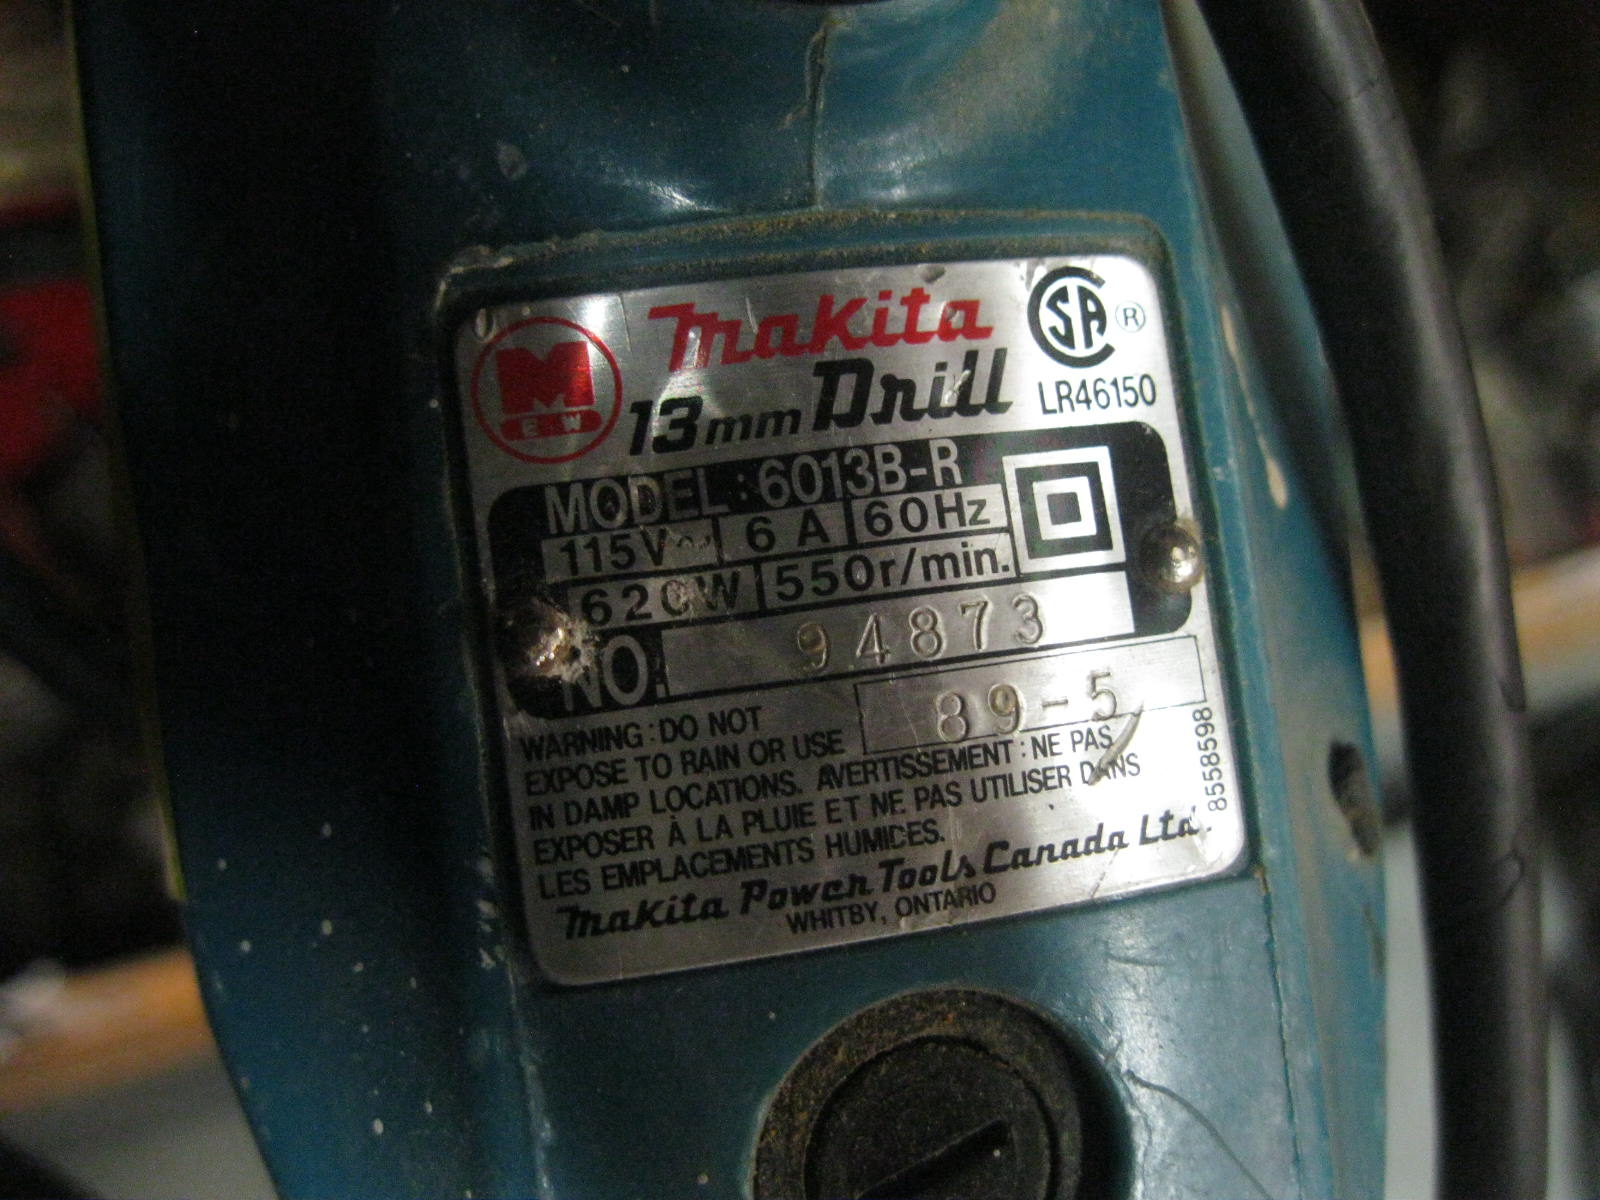 M
E W
Makita
13mm Drill
CSA ®
LR46150
MODEL: 6013B-R
115V~ 6 A 60Hz
620W 550r/min.
NO. 94873
89-5
WARNING: DO NOT
EXPOSE TO RAIN OR USE
IN DAMP LOCATIONS. AVERTISSEMENT: NE PAS
EXPOSER À LA PLUIE ET NE PAS UTILISER DANS
LES EMPLACEMENTS HUMIDES.
Makita Power Tools Canada Ltd.
WHITBY, ONTARIO
8558598